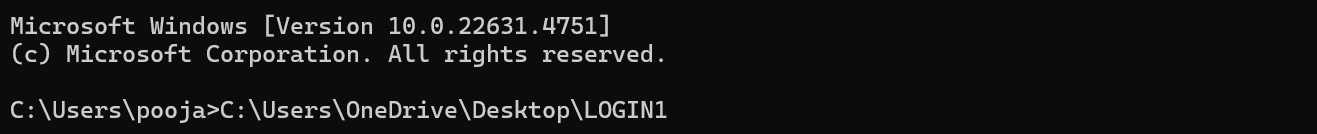 Microsoft Windows [Version 10.0.22631.4751]
(c) Microsoft Corporation. All rights reserved.
C:\Users\pooja>C:\Users\OneDrive\Desktop\LOGIN1